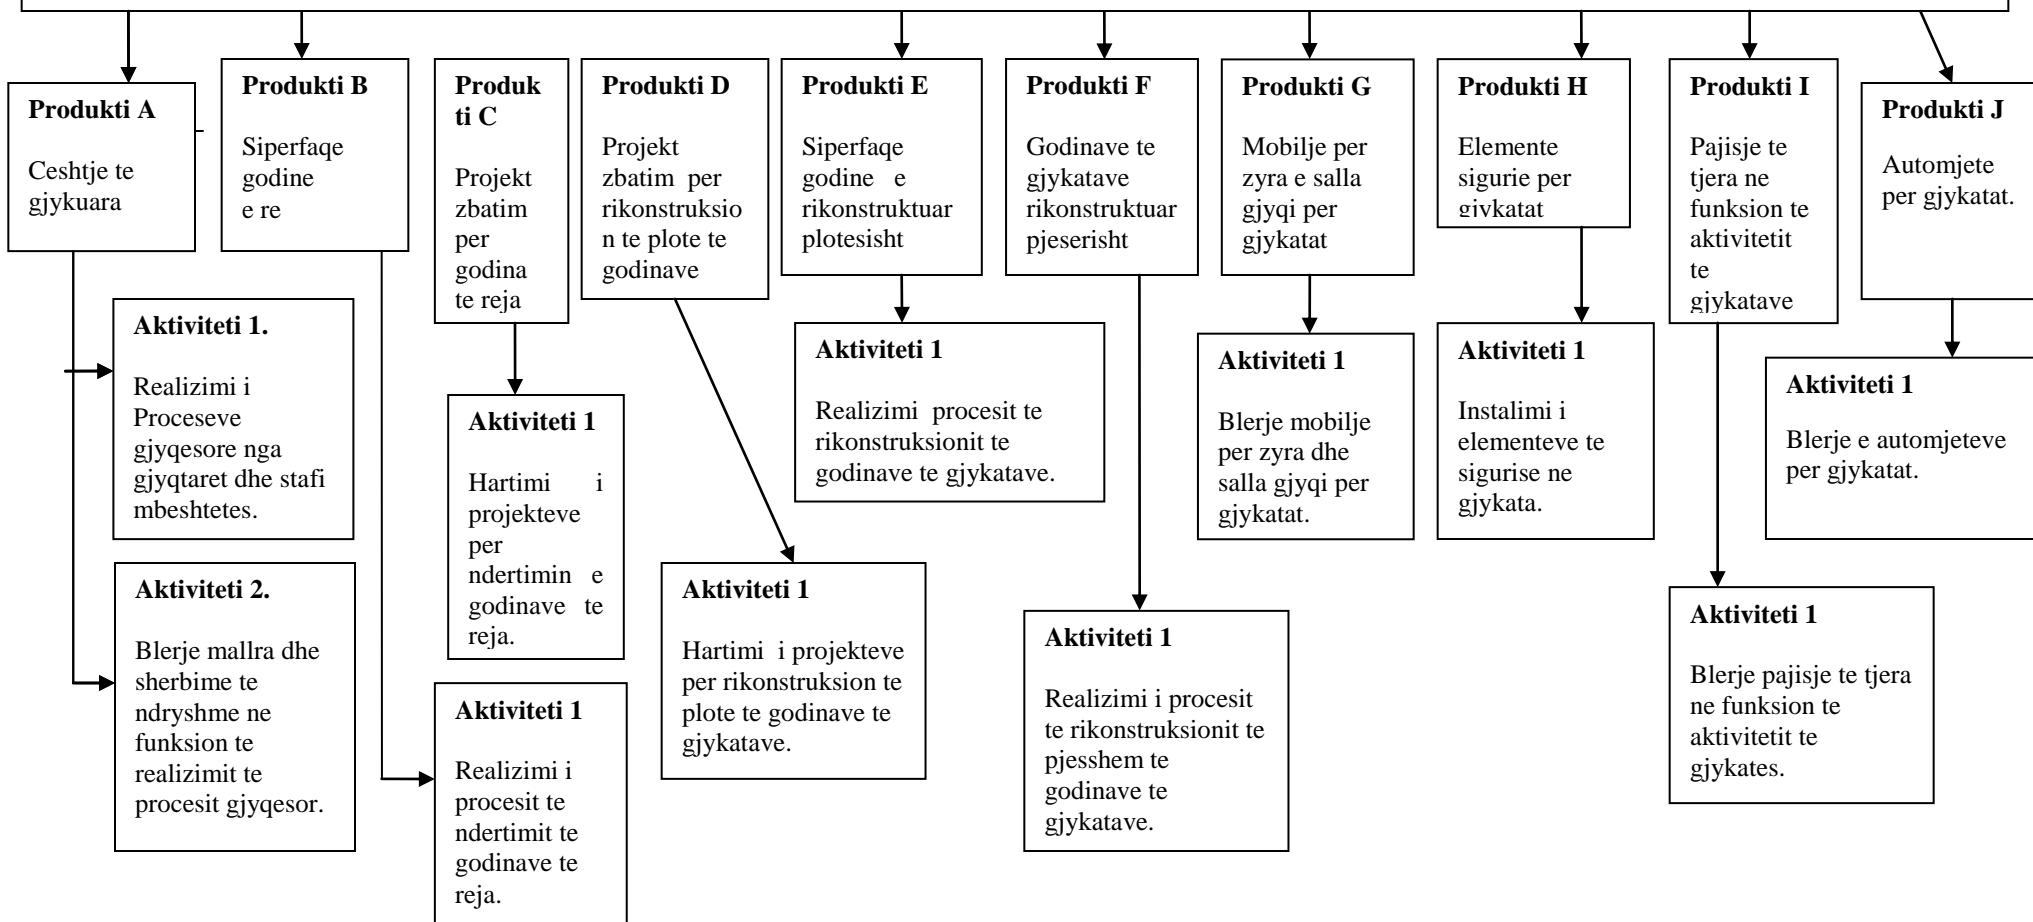 Produkti A
Ceshtje te
gjykuara
Produkti B
Siperfaqe
godine
e re
Produk
ti C
Projekt
zbatim
per
godina
te reja
Produkti D
Projekt
zbatim per
rikonstruksio
n te plote te
godinave
Produkti E
Siperfaqe
godine e
rikonstruktuar
plotesisht
Produkti F
Godinave te
gjykatave
rikonstruktuar
pjeserisht
Produkti G
Mobilje per
zyra e salla
gjyqi per
gjykatat
Produkti H
Elemente
sigurie per
gjykatat
Produkti I
Pajisje te
tjera ne
funksion te
aktivitetit
te
gjykatave
Produkti J
Automjete
per gjykatat.
Aktiviteti 1.
Realizimi i
Proceseve
gjyqesore nga
gjyqtaret dhe stafi
mbeshtetes.
Aktiviteti 2.
Blerje mallra dhe
sherbime te
ndryshme ne
funksion te
realizimit te
procesit gjyqesor.
Aktiviteti 1
Hartimi i
projekteve
per
ndertimin e
godinave te
reja.
Aktiviteti 1
Realizimi i
procesit te
ndertimit te
godinave te
reja.
Aktiviteti 1
Hartimi i projekteve
per rikonstruksion te
plote te godinave te
gjykatave.
Aktiviteti 1
Realizimi procesit te
rikonstruksionit te
godinave te gjykatave.
Aktiviteti 1
Realizimi i procesit
te rikonstruksionit te
pjesshem te
godinave te
gjykatave.
Aktiviteti 1
Blerje mobilje
per zyra dhe
salla gjyqi per
gjykatat.
Aktiviteti 1
Instalimi i
elementeve te
sigurise ne
gjykata.
Aktiviteti 1
Blerje pajisje te tjera
ne funksion te
aktivitetit te
gjykates.
Aktiviteti 1
Blerje e automjeteve
per gjykatat.